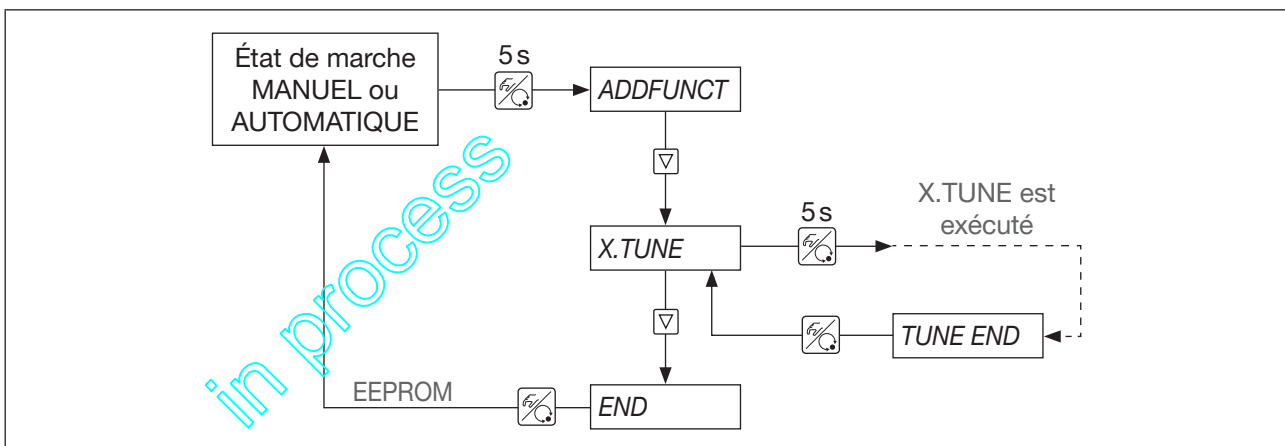 État de marche
MANUEL ou
AUTOMATIQUE
5 s
ADDFUNCT
X.TUNE
5 s
X.TUNE est
exécuté
TUNE END
EEPROM
END
in process